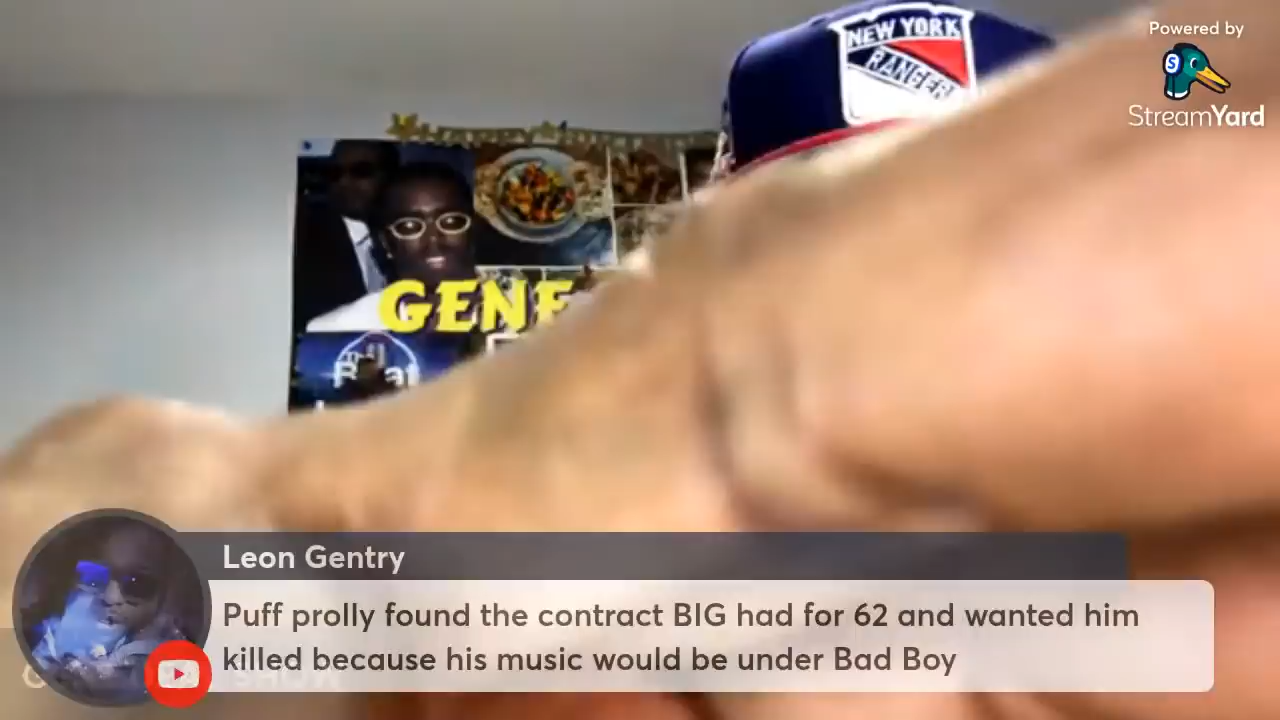 Powered by
StreamYard
NEW YORK
RANGERS
GENE
Leon Gentry
Puff prolly found the contract BIG had for 62 and wanted him
killed because his music would be under Bad Boy
SHOW